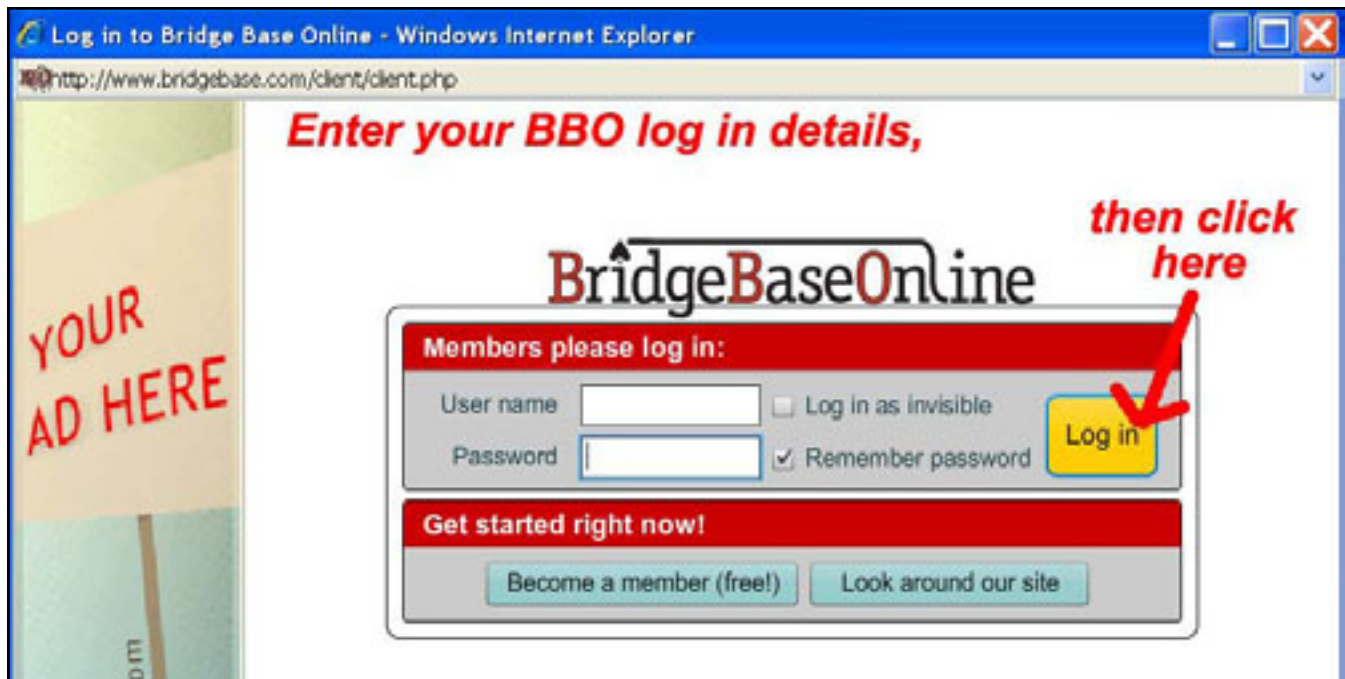 Log in to Bridge Base Online - Windows Internet Explorer
http://www.bridgebase.com/client/client.php
Enter your BBO log in details,
then click
here
BridgeBaseOnline
YOUR
AD HERE
Members please log in:
User name
Log in as invisible
Password
Remember password
Log in
Get started right now!
Become a member (free!)
Look around our site
om